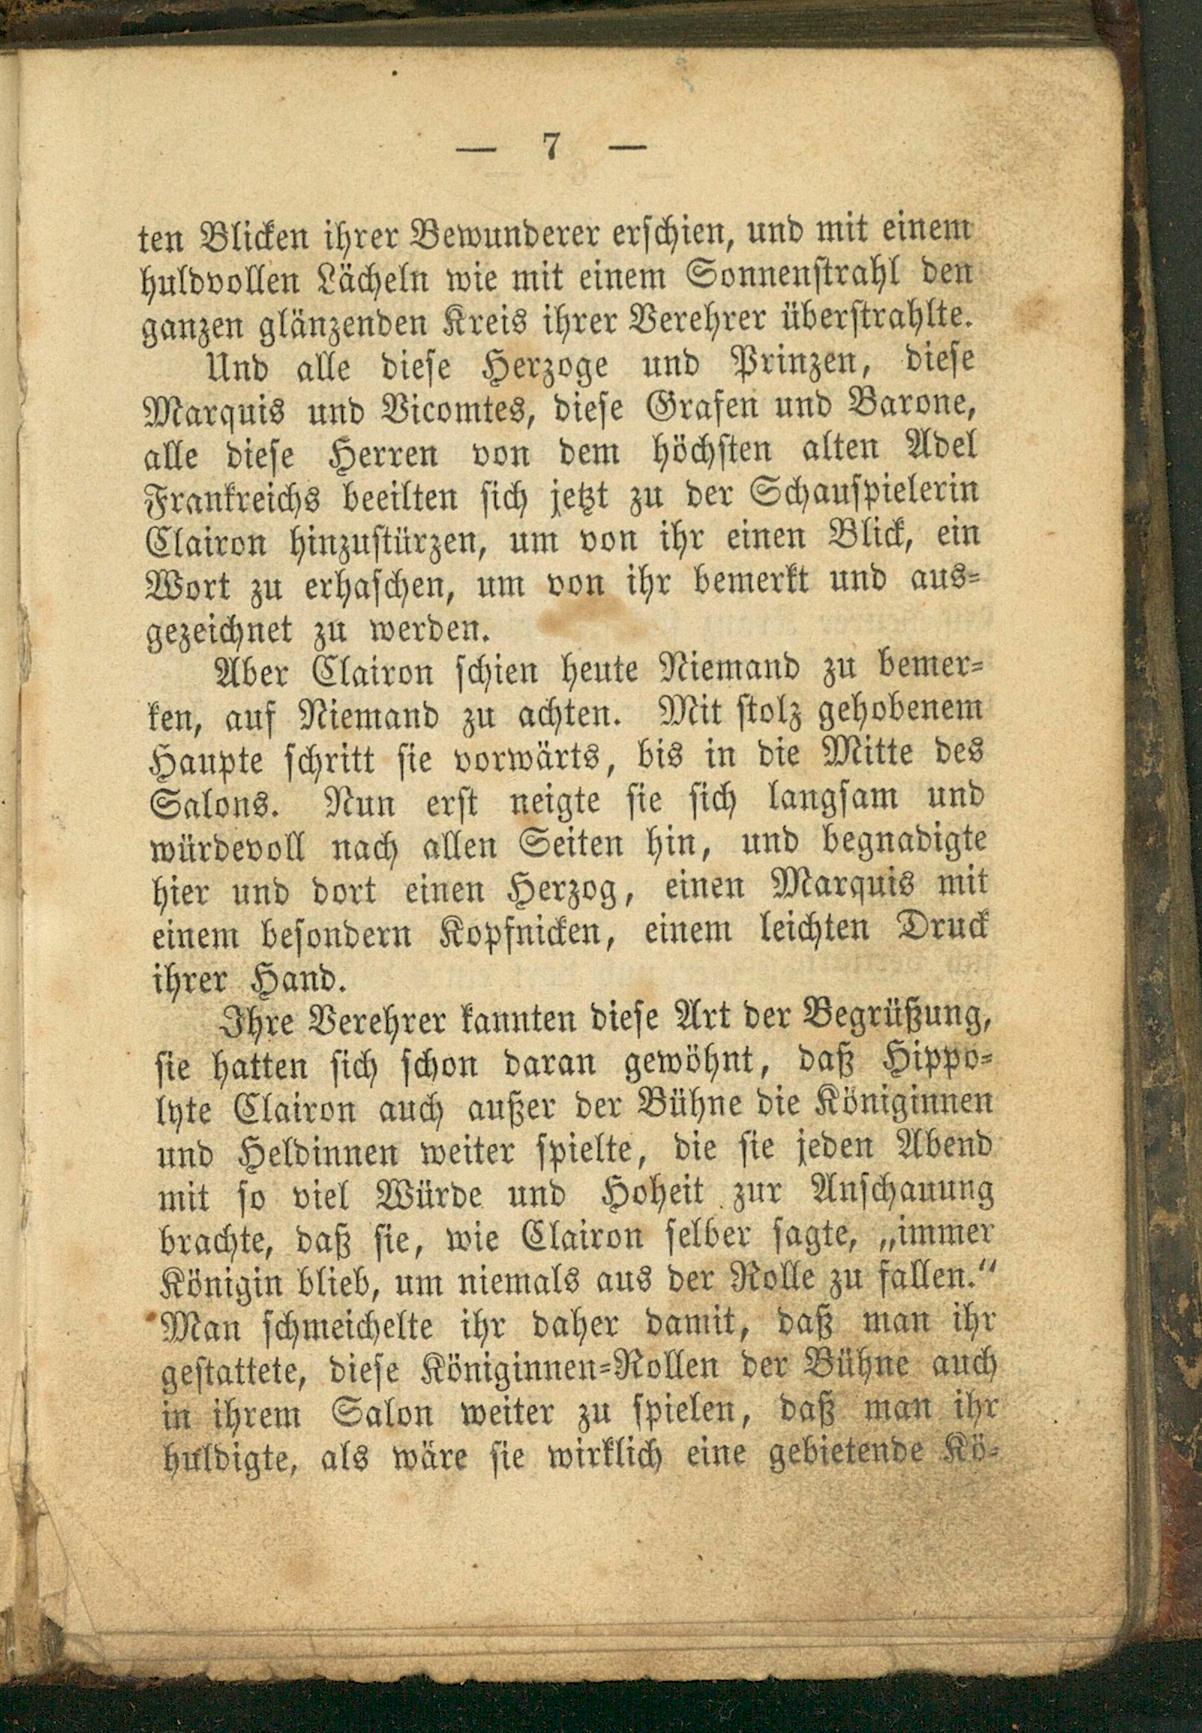 — 7 —
ten Blicken ihrer Bewunderer erschien, und mit einem
huldvollen Lächeln wie mit einem Sonnenstrahl den
ganzen glänzenden Kreis ihrer Verehrer überstrahlte.
Und alle diese Herzoge und Prinzen, diese
Marquis und Vicomtes, diese Grafen und Barone,
alle diese Herren von dem höchsten alten Adel
Frankreichs beeilten sich jetzt zu der Schauspielerin
Clairon hinzustürzen, um von ihr einen Blick, ein
Wort zu erhaschen, um von ihr bemerkt und aus=
gezeichnet zu werden.
Aber Clairon schien heute Niemand zu bemer=
ken, auf Niemand zu achten. Mit stolz gehobenem
Haupte schritt sie vorwärts, bis in die Mitte des
Salons. Nun erst neigte sie sich langsam und
würdevoll nach allen Seiten hin, und begnadigte
hier und dort einen Herzog, einen Marquis mit
einem besondern Kopfnicken, einem leichten Druck
ihrer Hand.
Ihre Verehrer kannten diese Art der Begrüßung,
sie hatten sich schon daran gewöhnt, daß Hippo=
lyte Clairon auch außer der Bühne die Königinnen
und Heldinnen weiter spielte, die sie jeden Abend
mit so viel Würde und Hoheit zur Anschauung
brachte, daß sie, wie Clairon selber sagte, „immer
Königin blieb, um niemals aus der Rolle zu fallen.“
Man schmeichelte ihr daher damit, daß man ihr
gestattete, diese Königinnen=Rollen der Bühne auch
in ihrem Salon weiter zu spielen, daß man ihr
huldigte, als wäre sie wirklich eine gebietende Kö=